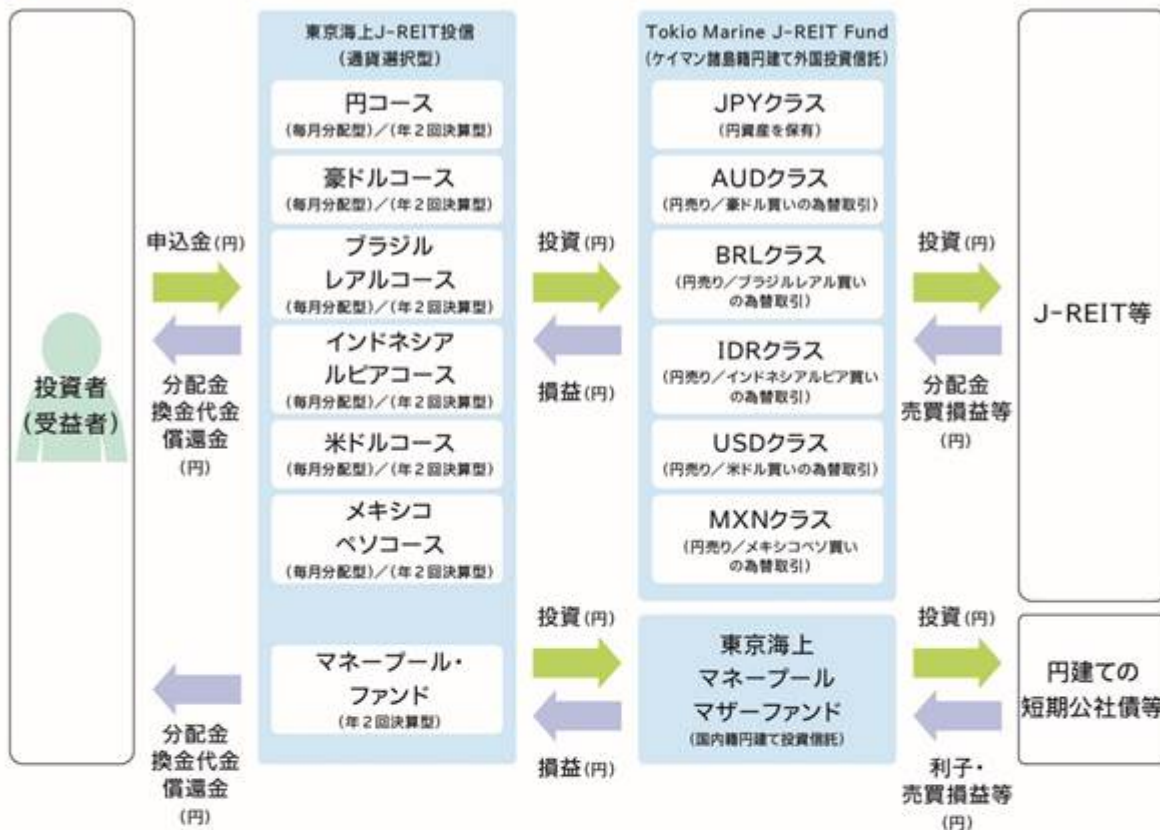 東京海上J-REIT投信
(通貨選択型)
円コース
(毎月分配型)/(年2回決算型)
豪ドルコース
(毎月分配型)/(年2回決算型)
ブラジル
レアルコース
(毎月分配型)/(年2回決算型)
インドネシア
ルピアコース
(毎月分配型)/(年2回決算型)
米ドルコース
(毎月分配型)/(年2回決算型)
メキシコ
ペソコース
(毎月分配型)/(年2回決算型)
マネープール・
ファンド
(年2回決算型)
Tokio Marine J-REIT Fund
(ケイマン諸島籍円建て外国投資信託)
JPYクラス
(円資産を保有)
AUDクラス
(円売り/豪ドル買いの為替取引)
BRLクラス
(円売り/ブラジルレアル買い
の為替取引)
IDRクラス
(円売り/インドネシアルピア買い
の為替取引)
USDクラス
(円売り/米ドル買いの為替取引)
MXNクラス
(円売り/メキシコペソ買い
の為替取引)
東京海上
マネープール
マザーファンド
(国内籍円建て投資信託)
投資者
(受益者)
申込金(円)
分配金
換金代金
償還金
(円)
分配金
換金代金
償還金
(円)
投資(円)
損益(円)
投資(円)
損益(円)
投資(円)
分配金
売買損益等
(円)
投資(円)
利子・
売買損益等
(円)
J-REIT等
円建ての
短期公社債等